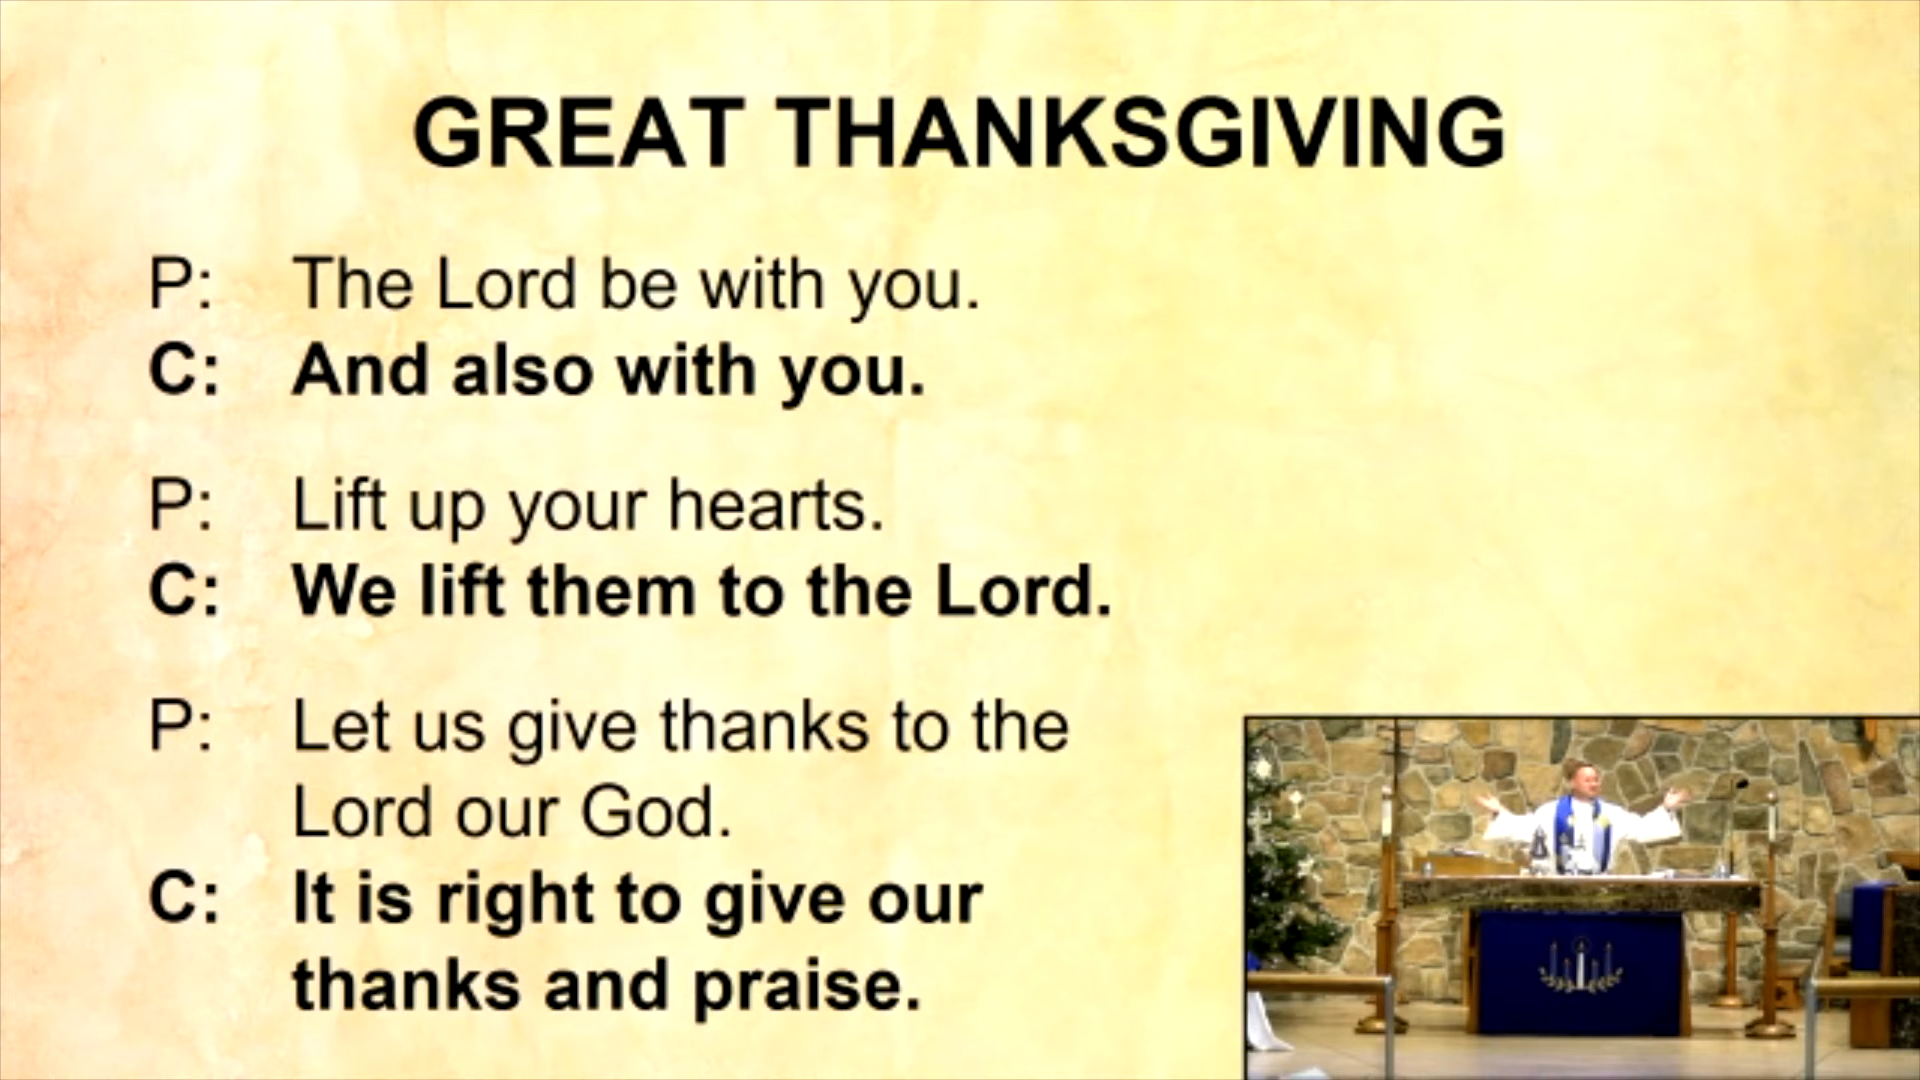 GREAT THANKSGIVING
P: The Lord be with you.
C: And also with you.
P: Lift up your hearts.
C: We lift them to the Lord.
P: Let us give thanks to the
Lord our God.
C: It is right to give our
thanks and praise.